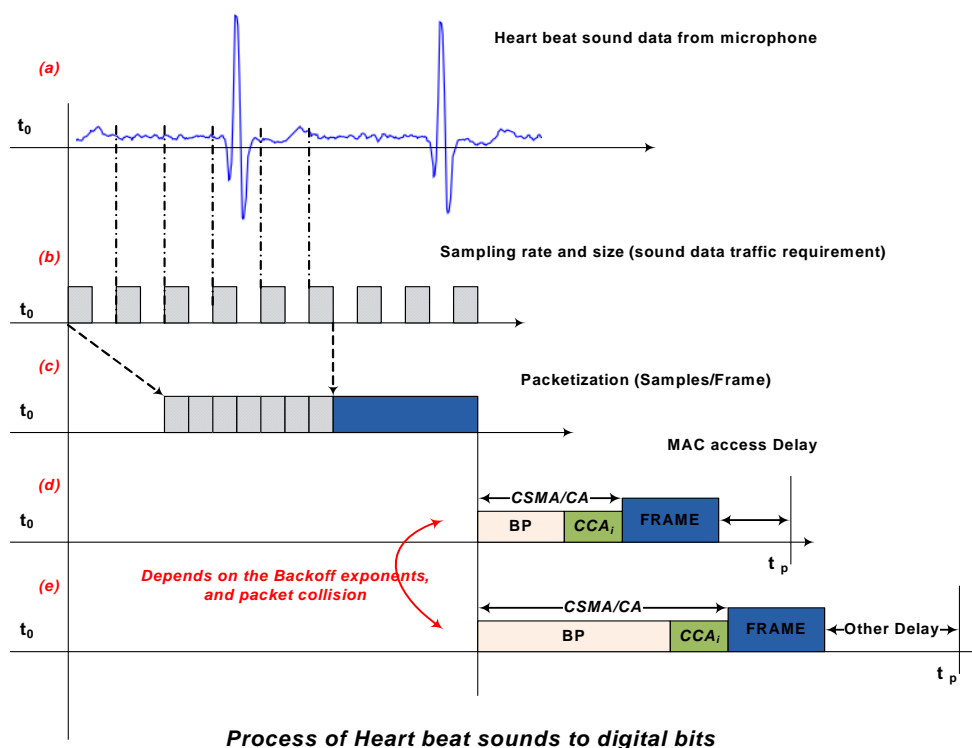 Heart beat sound data from microphone
(a)
t0
Sampling rate and size (sound data traffic requirement)
(b)
t0
(c)
Packetization (Samples/Frame)
t0
MAC access Delay
(d)
CSMA/CA
t0
BP
CCAi
FRAME
tp
Depends on the Backoff exponents,
and packet collision
(e)
CSMA/CA
t0
BP
CCAi
FRAME
Other Delay
tp
Process of Heart beat sounds to digital bits